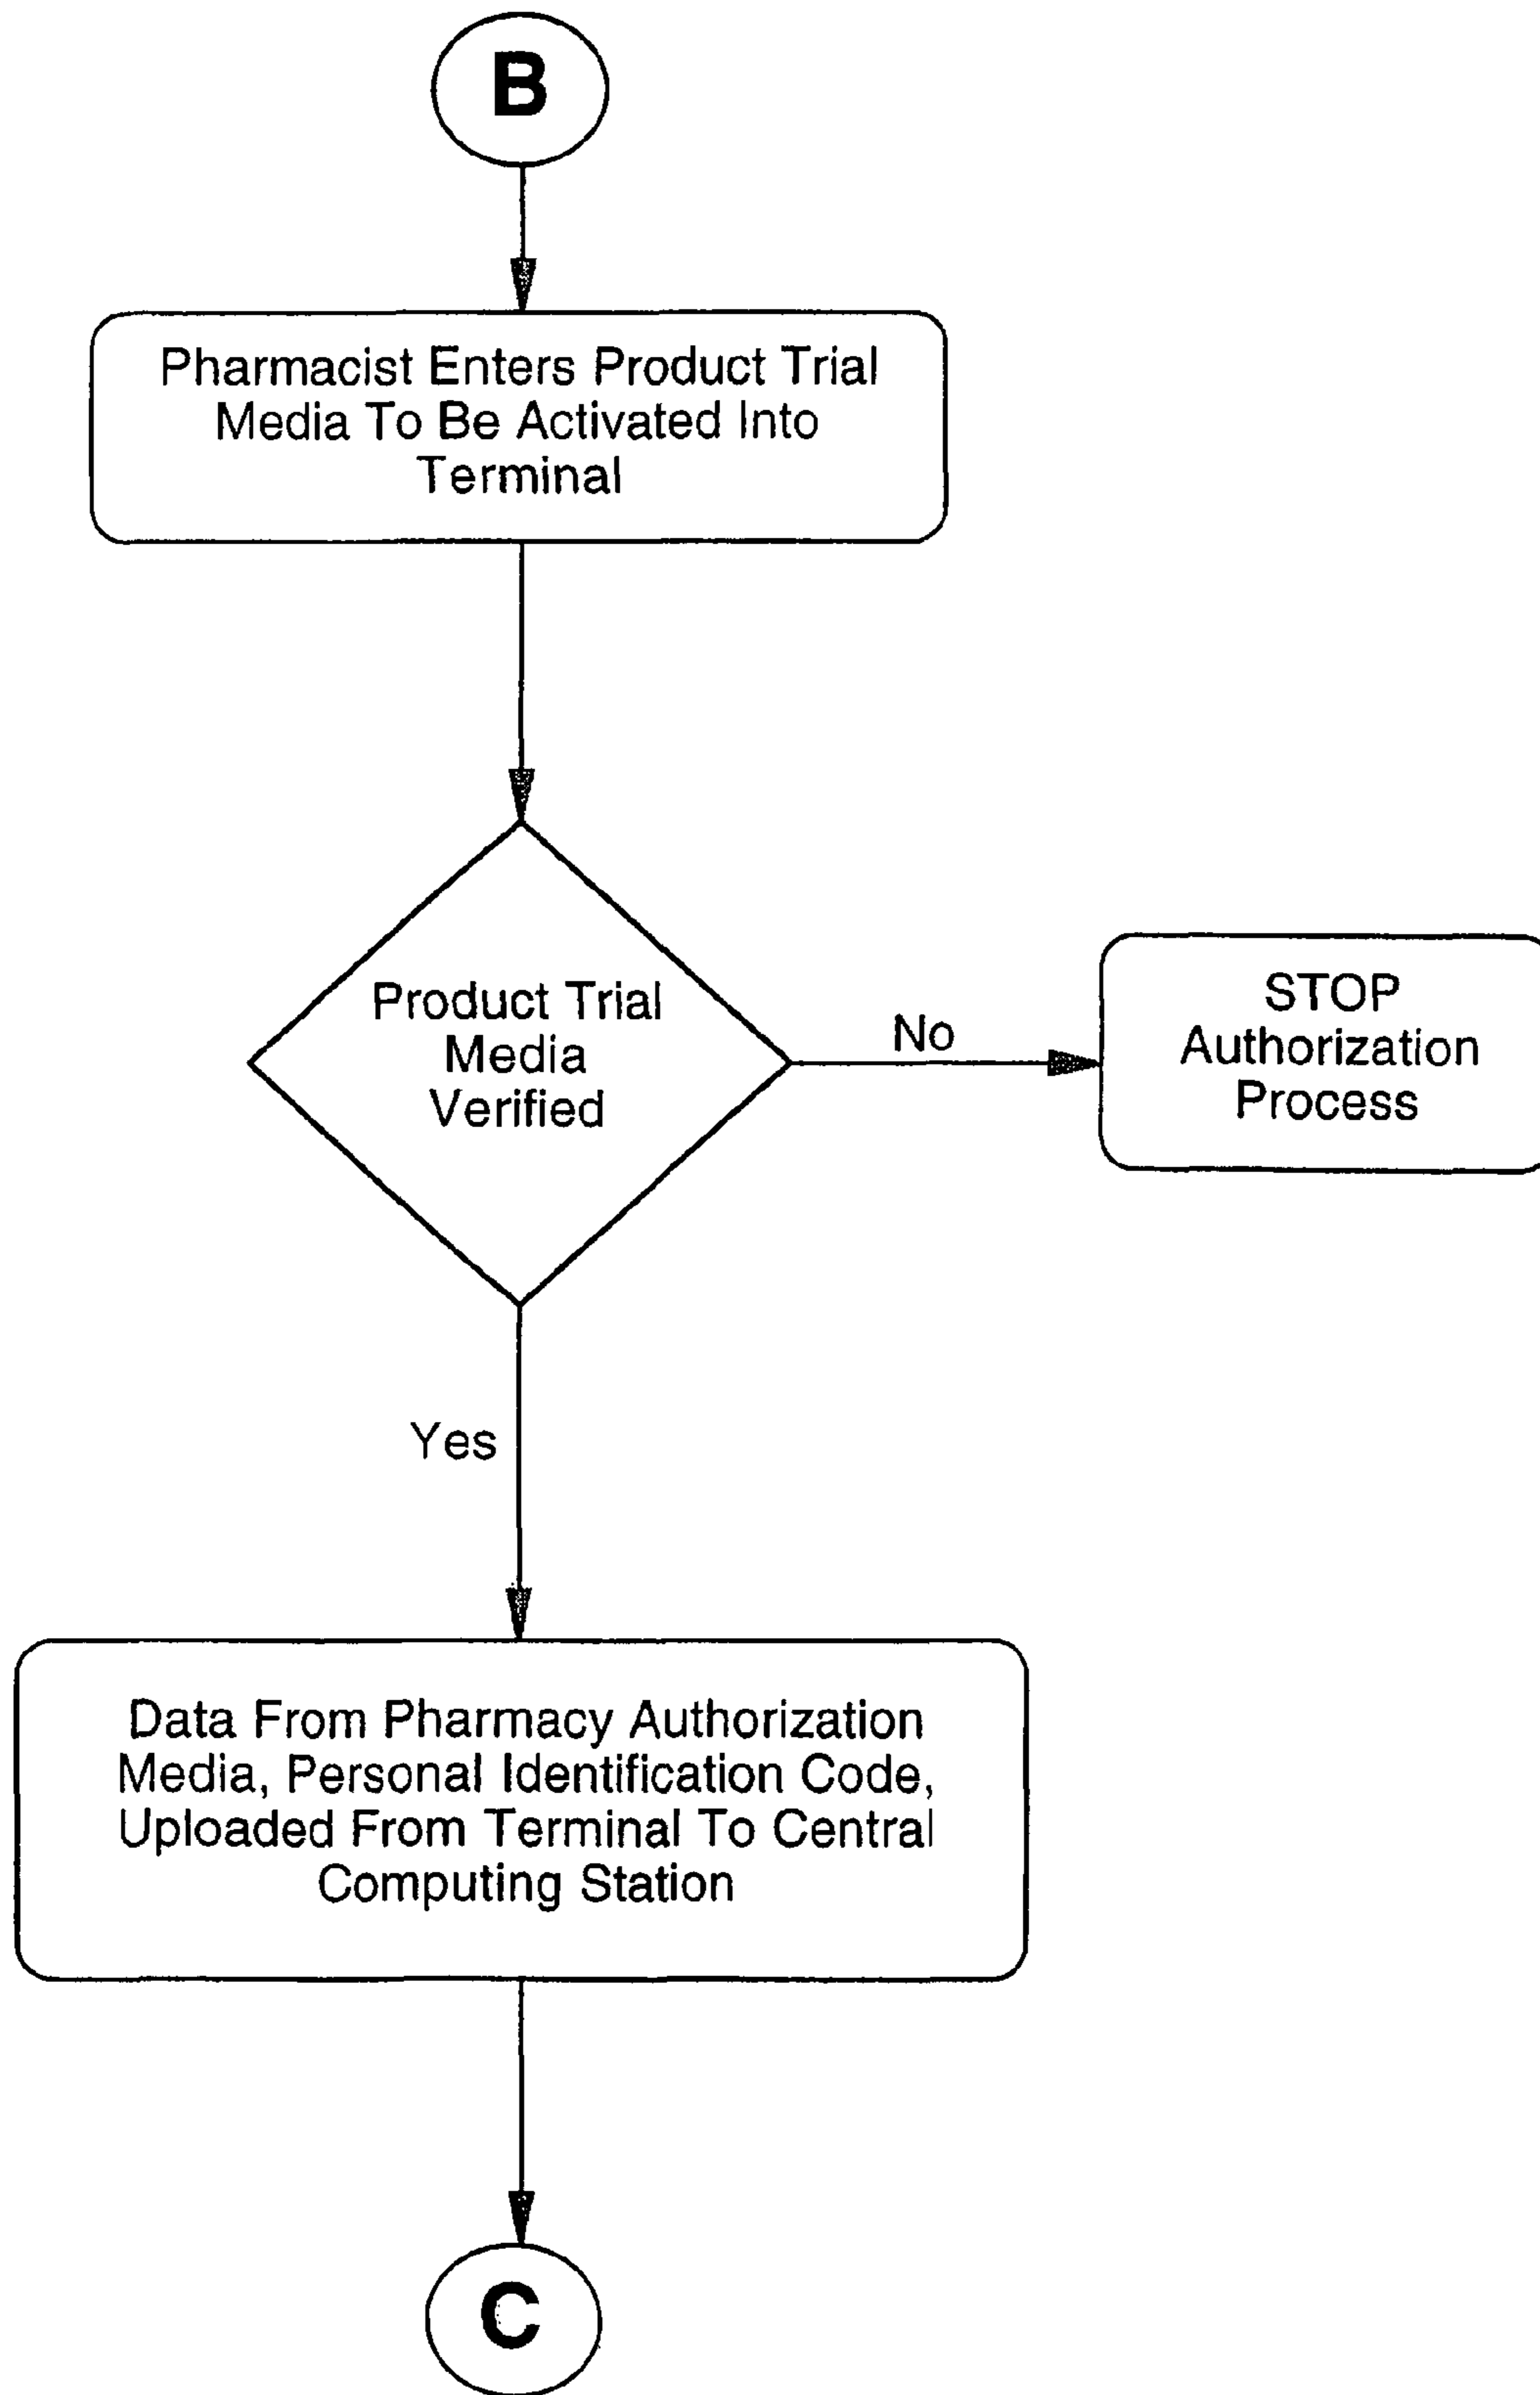 B
Pharmacist Enters Product Trial
Media To Be Activated Into
Terminal
Product Trial
Media
Verified
No
STOP
Authorization
Process
Yes
Data From Pharmacy Authorization
Media, Personal Identification Code,
Uploaded From Terminal To Central
Computing Station
C